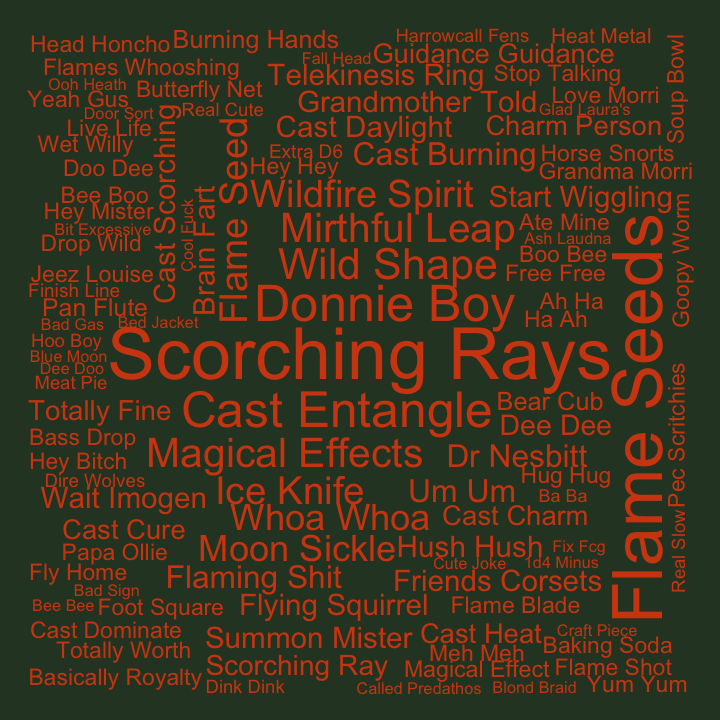 Head Honcho
Burning Hands
Harrowcall Fens
Heat Metal
Fall Head
Guidance Guidance
Soup Bowl
Flames Whooshing
Telekinesis Ring
Stop Talking
Ooh Heath
Butterfly Net
Yeah Gus
Real Cute
Grandmother Told
Love Morri
Door Sort
Glad Laura's
Live Life
Cast Scorching
Flame Seed
Cast Daylight
Charm Person
Wet Willy
Extra D6
Cast Burning
Horse Snorts
Doo Dee
Hey Hey
Grandma Morri
Bee Boo
Brain Fart
Wildfire Spirit
Start Wiggling
Goopy Worm
Hey Mister
Cool Fuck
Mirthful Leap
Ate Mine
Bit Excessive
Ash Laudna
Drop Wild
Wild Shape
Boo Bee
Jeez Louise
Free Free
Finish Line
Donnie Boy
Ah Ha
Pan Flute
Ha Ah
Bad Gas
Bed Jacket
Hoo Boy
Scorching Rays
Flame Seeds
Blue Moon
Dee Doo
Meat Pie
Pec Scritchies
Totally Fine
Cast Entangle
Bear Cub
Dee Dee
Bass Drop
Magical Effects
Dr Nesbitt
Hey Bitch
Hug Hug
Dire Wolves
Ice Knife
Um Um
Ba Ba
Wait Imogen
Whoa Whoa
Cast Charm
Real Slow
Cast Cure
Papa Ollie
Moon Sickle
Hush Hush
Fix Fcg
Fly Home
Cute Joke
1d4 Minus
Flaming Shit
Friends Corsets
Bad Sign
Bee Bee
Foot Square
Flying Squirrel
Flame Blade
Cast Dominate
Summon Mister
Cast Heat
Craft Piece
Totally Worth
Meh Meh
Baking Soda
Scorching Ray
Magical Effect
Flame Shot
Basically Royalty
Dink Dink
Called Predathos
Blond Braid
Yum Yum